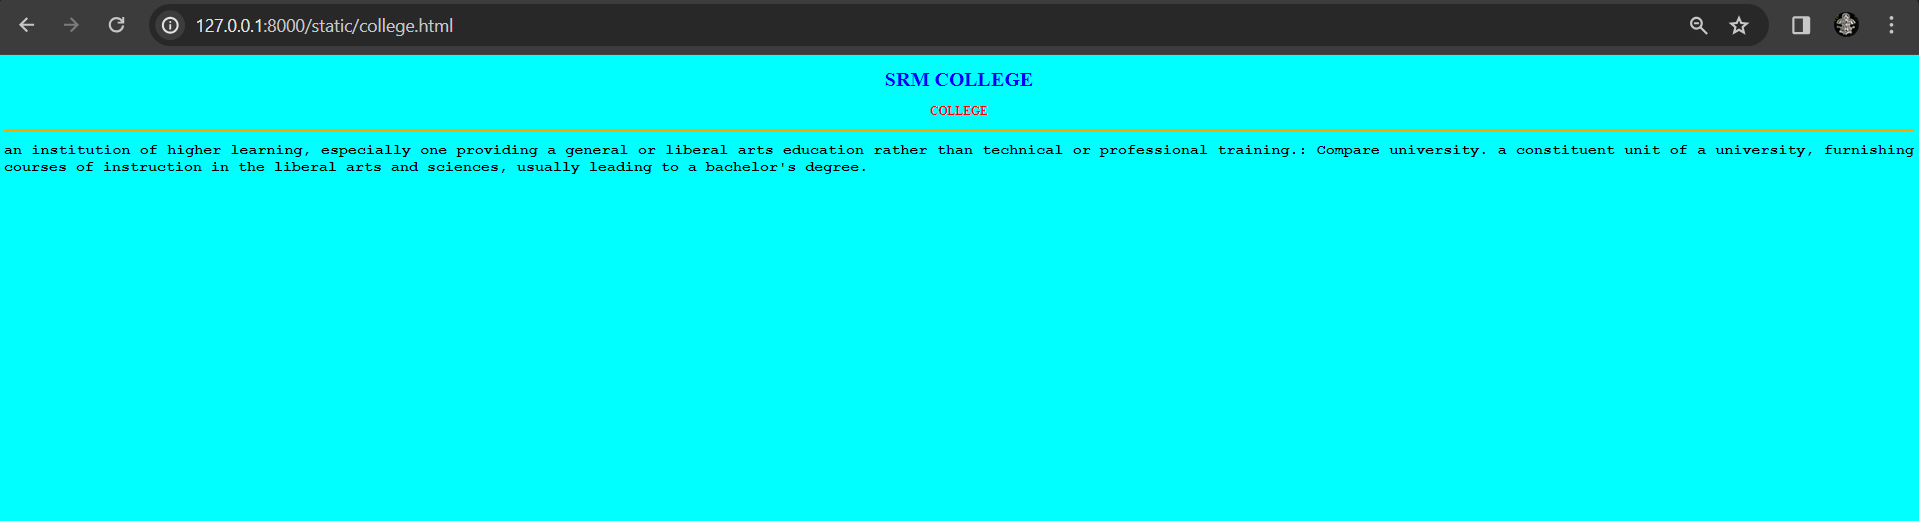 127.0.0.1:8000/static/college.html
SRM COLLEGE
COLLEGE
an institution of higher learning, especially one providing a general or liberal arts education rather than technical or professional training.: Compare university. a constituent unit of a university, furnishing
courses of instruction in the liberal arts and sciences, usually leading to a bachelor's degree.